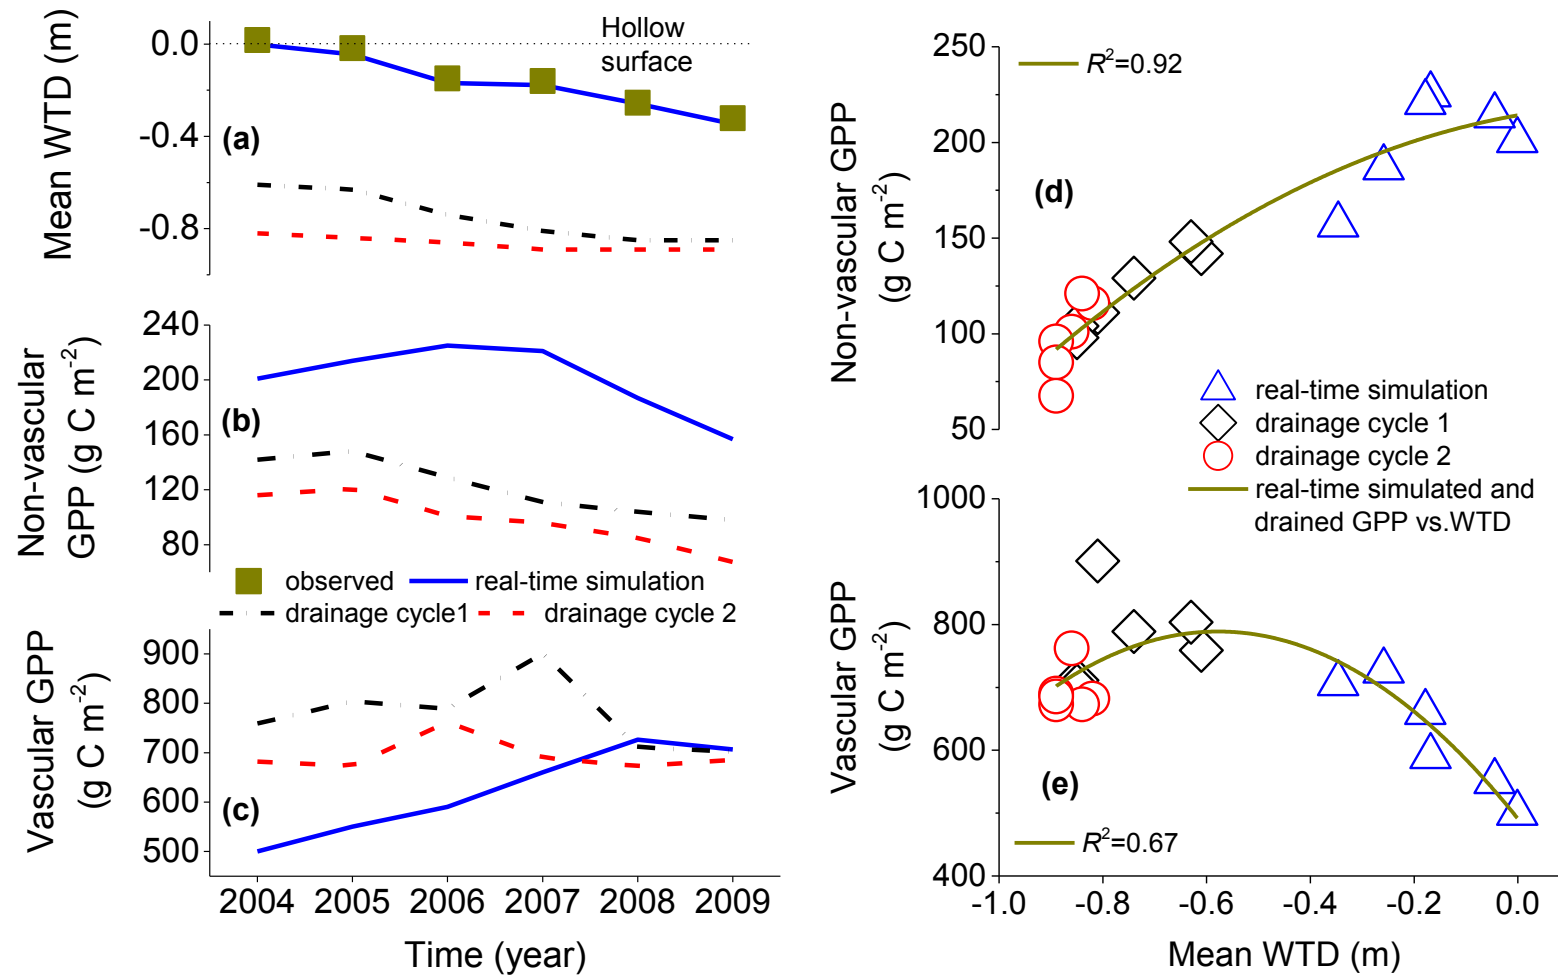 Mean WTD (m)
0.0
-0.4
-0.8
Hollow
surface
(a)
Non-vascular
GPP (g C m⁻²)
240
200
160
120
80
(b)
observed
real-time simulation
drainage cycle1
drainage cycle 2
Vascular GPP
(g C m⁻²)
900
800
700
600
500
(c)
2004 2005 2006 2007 2008 2009
Time (year)
Non-vascular GPP
(g C m⁻²)
250
200
150
100
50
R²=0.92
(d)
real-time simulation
drainage cycle 1
drainage cycle 2
real-time simulated and
drained GPP vs.WTD
Vascular GPP
(g C m⁻²)
1000
800
600
400
(e)
R²=0.67
-1.0 -0.8 -0.6 -0.4 -0.2 0.0
Mean WTD (m)